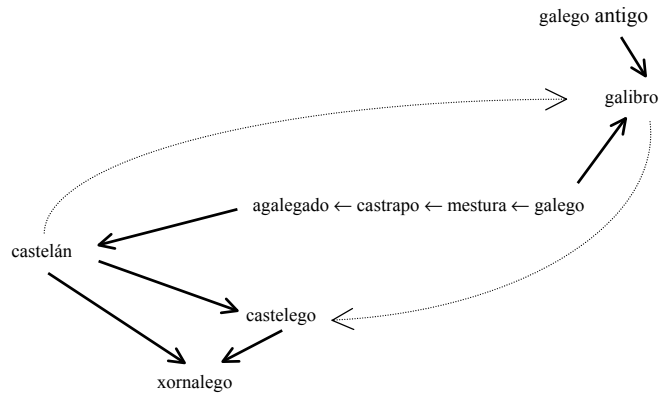 galego antigo
galibro
agalegado ← castrapo ← mestura ← galego
castelán
castelego
xornalego